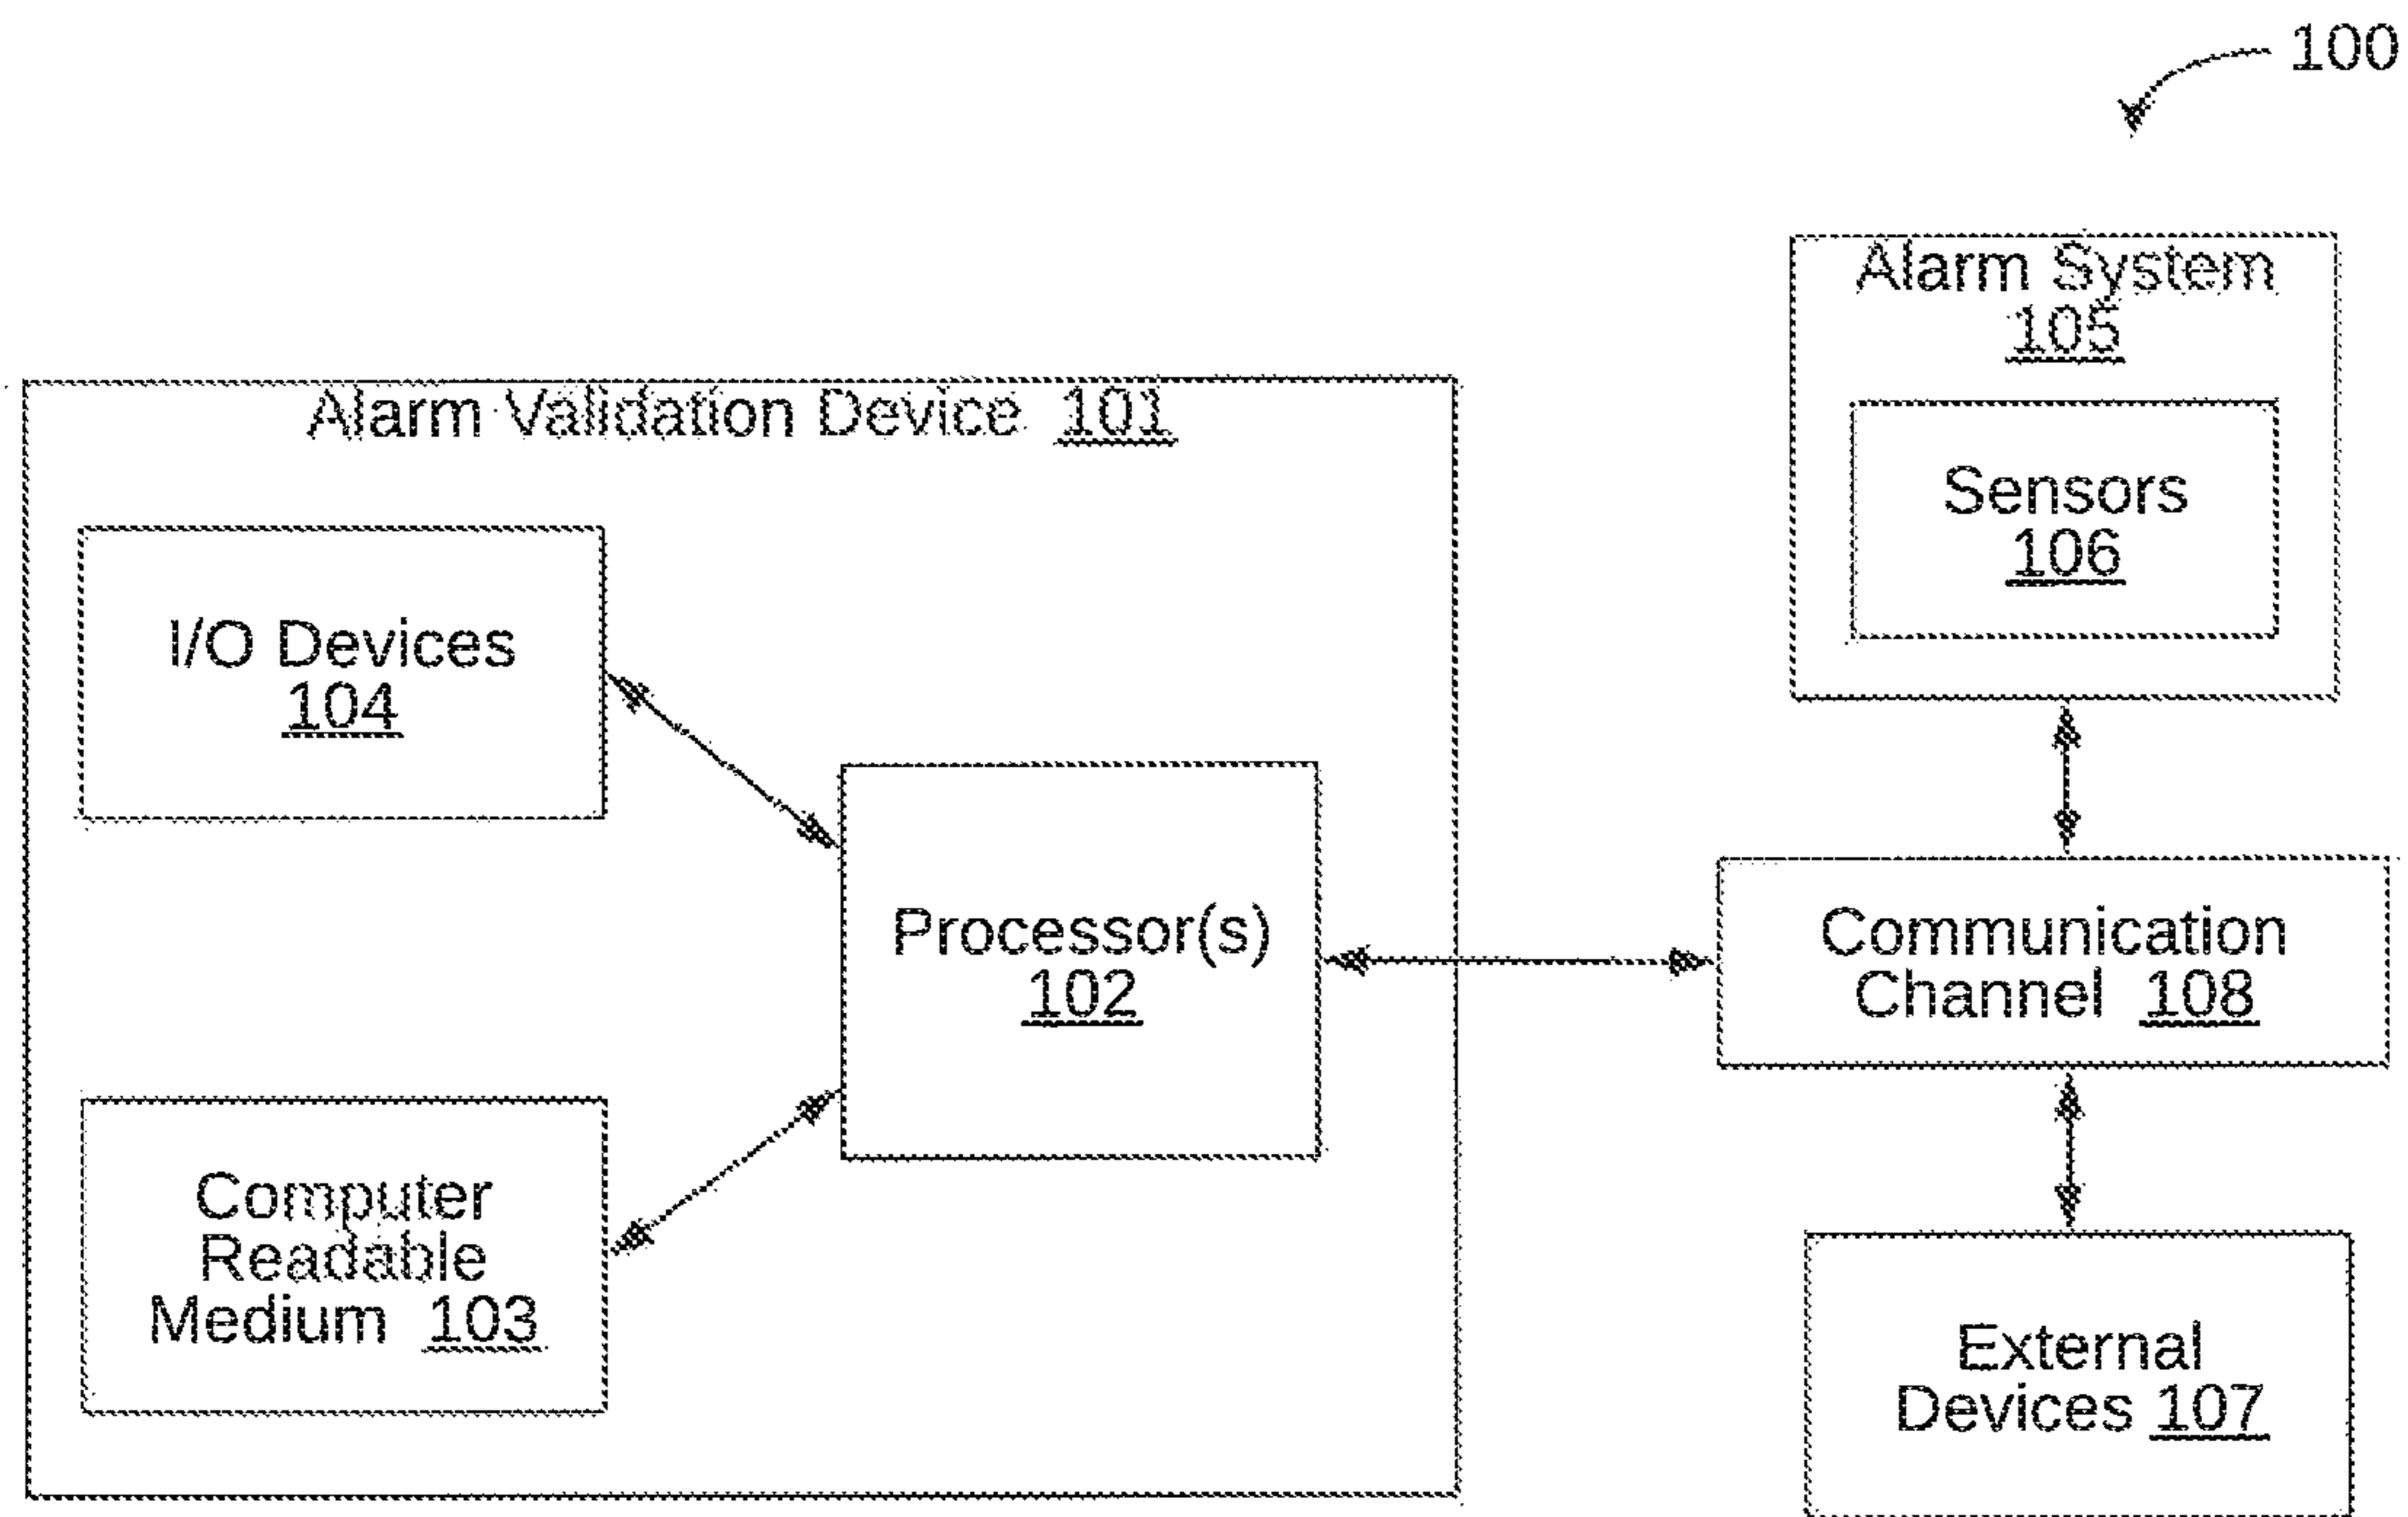 100
Alarm System
105
Sensors
106
Alarm Validation Device 101
I/O Devices
104
Processor(s)
102
Communication
Channel 108
Computer
Readable
Medium 103
External
Devices 107